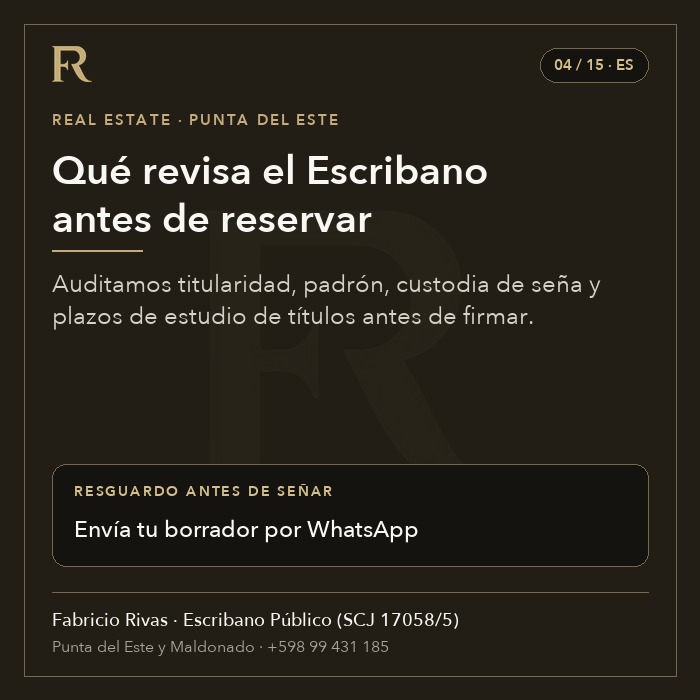 FR
04 / 15 · ES
REAL ESTATE · PUNTA DEL ESTE
Qué revisa el Escribano
antes de reservar
Auditamos titularidad, padrón, custodia de seña y
plazos de estudio de títulos antes de firmar.
RESGUARDO ANTES DE SEÑAR
Envía tu borrador por WhatsApp
Fabricio Rivas · Escribano Público (SCJ 17058/5)
Punta del Este y Maldonado · +598 99 431 185